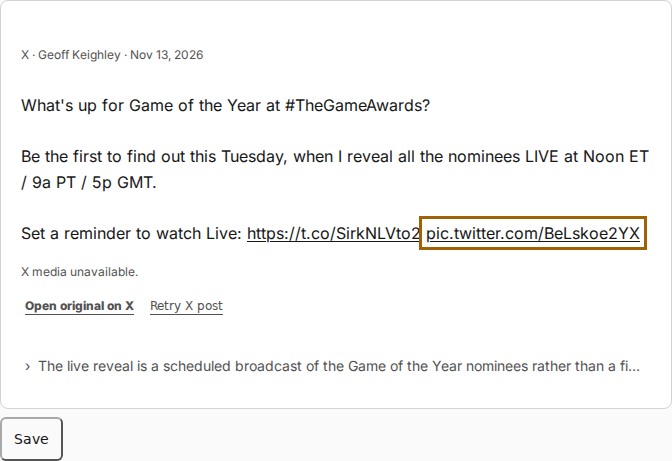 X · Geoff Keighley · Nov 13, 2026
What's up for Game of the Year at #TheGameAwards?
Be the first to find out this Tuesday, when I reveal all the nominees LIVE at Noon ET
/ 9a PT / 5p GMT.
Set a reminder to watch Live: https://t.co/SirkNLVto2 pic.twitter.com/BeLskoe2YX
X media unavailable.
Open original on X Retry X post
› The live reveal is a scheduled broadcast of the Game of the Year nominees rather than a fi...
Save